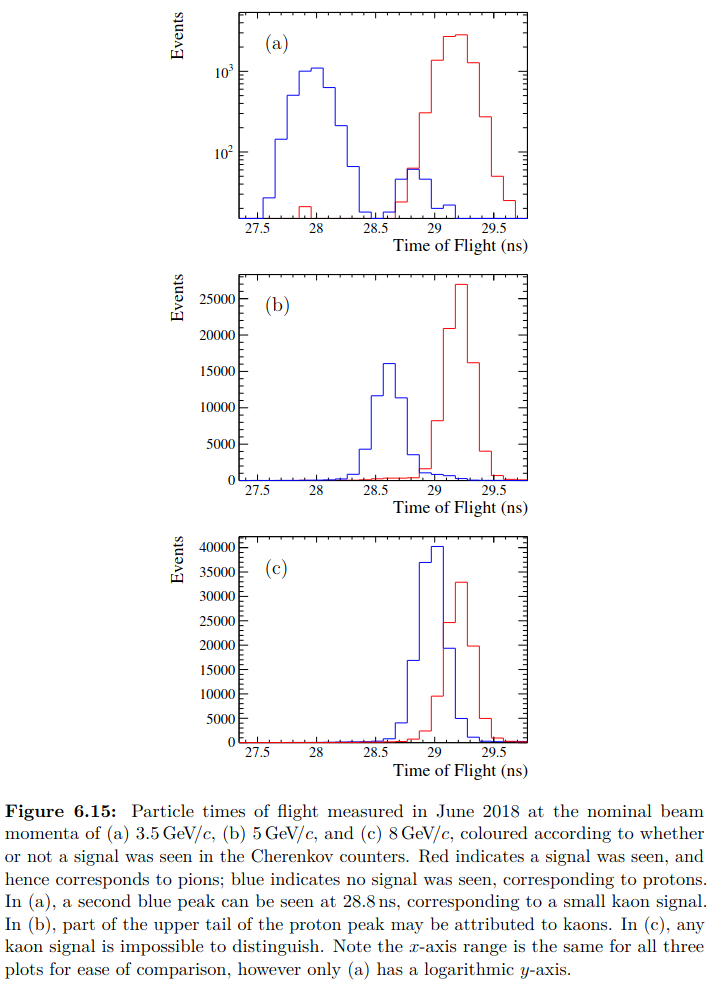 Events
(a)
10³
10²
27.5 28 28.5 29 29.5
Time of Flight (ns)
Events
(b)
25000
20000
15000
10000
5000
0
27.5 28 28.5 29 29.5
Time of Flight (ns)
Events
(c)
40000
35000
30000
25000
20000
15000
10000
5000
0
27.5 28 28.5 29 29.5
Time of Flight (ns)
Figure 6.15: Particle times of flight measured in June 2018 at the nominal beam
momenta of (a) 3.5 GeV/c, (b) 5 GeV/c, and (c) 8 GeV/c, coloured according to whether
or not a signal was seen in the Cherenkov counters. Red indicates a signal was seen, and
hence corresponds to pions; blue indicates no signal was seen, corresponding to protons.
In (a), a second blue peak can be seen at 28.8 ns, corresponding to a small kaon signal.
In (b), part of the upper tail of the proton peak may be attributed to kaons. In (c), any
kaon signal is impossible to distinguish. Note the x-axis range is the same for all three
plots for ease of comparison, however only (a) has a logarithmic y-axis.